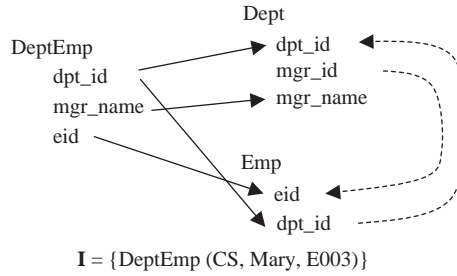 DeptEmp
dpt_id
mgr_name
eid
Dept
dpt_id
mgr_id
mgr_name
Emp
eid
dpt_id
I = {DeptEmp (CS, Mary, E003)}